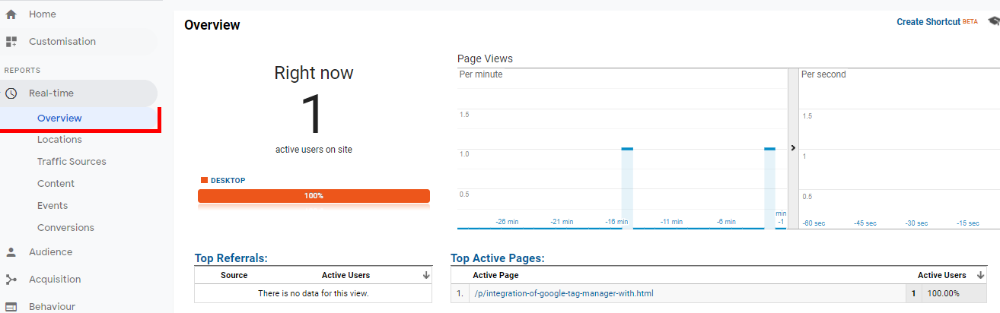 Home
Customisation
REPORTS
Real-time
Overview
Locations
Traffic Sources
Content
Events
Conversions
Audience
Acquisition
Behaviour
Overview
Create Shortcut BETA
Right now
1
active users on site
DESKTOP
100%
Page Views
Per minute
Per second
1.5
1.0
0.5
-26 min
-21 min
-16 min
-11 min
-6 min
min
-1
1.5
1
0.5
-60 sec
-45 sec
-30 sec
-15 sec
Top Referrals:
Source Active Users
There is no data for this view.
Top Active Pages:
Active Page Active Users
1. /p/integration-of-google-tag-manager-with.html 1 100.00%